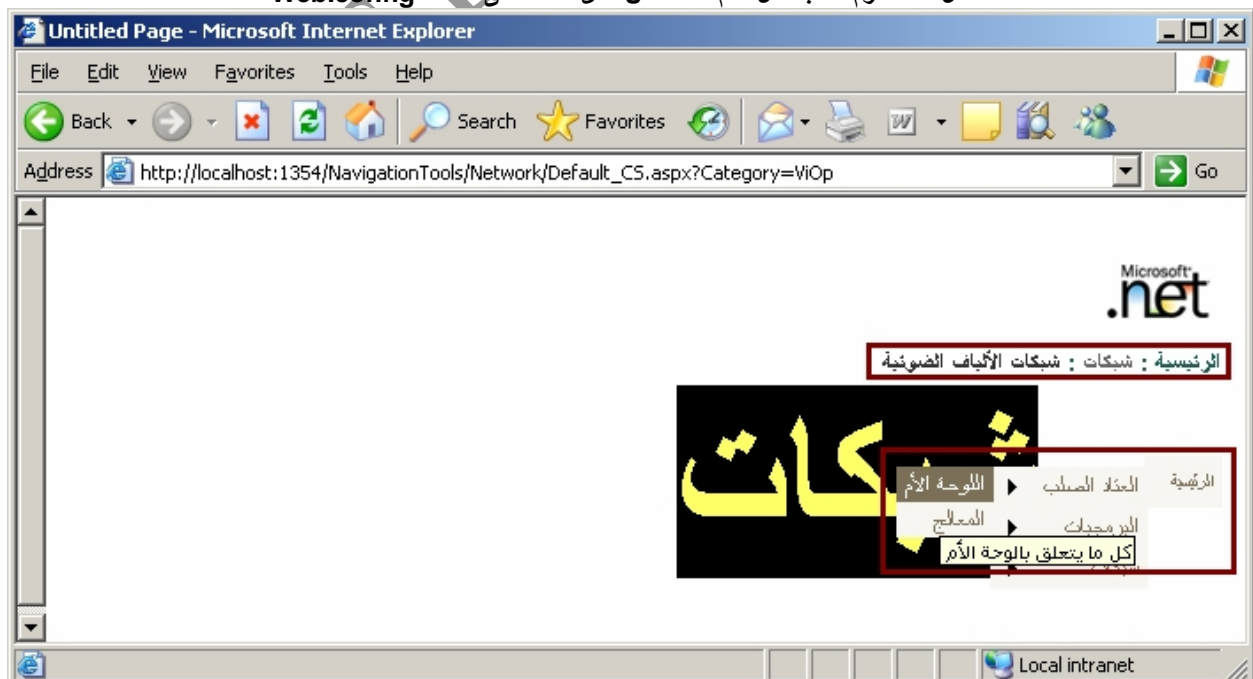 Untitled Page - Microsoft Internet Explorer
File Edit View Favorites Tools Help
Back Search Favorites
Address http://localhost:1354/NavigationTools/Network/Default_CS.aspx?Category=ViOp Go
Microsoft
.net
الرئيسية : شبكات : شبكات الألياف الضوئية
شبكات
الرئيسية العتاد الصلب اللوحة الأم
البرمجيات المعالج
كل ما يتعلق بالوحة الأم
Local intranet